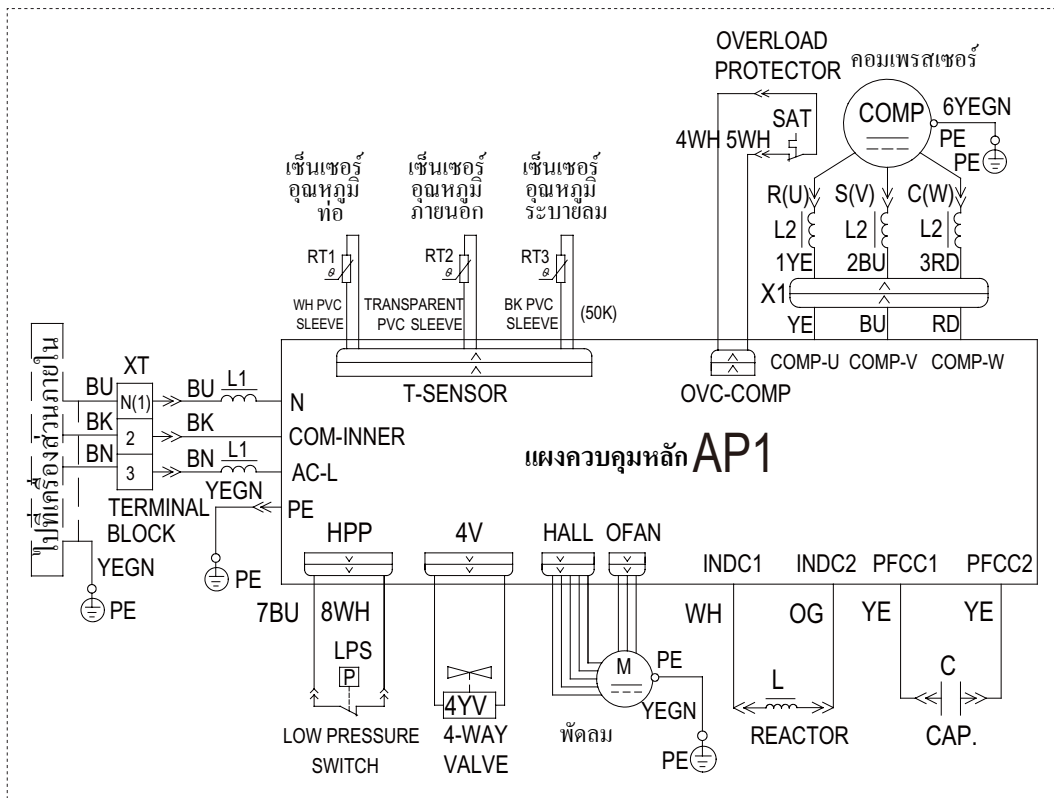 OVERLOAD
PROTECTOR
คอมเพรสเซอร์
SAT
COMP
6YEGN
PE
PE
4WH 5WH
เซ็นเซอร์
อุณหภูมิ
ท่อ
เซ็นเซอร์
อุณหภูมิ
ภายนอก
เซ็นเซอร์
อุณหภูมิ
ระบายลม
R(U) S(V) C(W)
L2 L2 L2
1YE 2BU 3RD
RT1 RT2 RT3
θ θ θ
WH PVC
SLEEVE
TRANSPARENT
PVC SLEEVE
BK PVC
SLEEVE
(50K)
X1
YE BU RD
COMP-U COMP-V COMP-W
T-SENSOR
OVC-COMP
ไปที่เครื่องส่วนภายใน
XT
BU N(1) BU L1 N
BK 2 BK COM-INNER
BN 3 BN L1 AC-L
แผงควบคุมหลัก AP1
YEGN
PE
TERMINAL
BLOCK
YEGN
PE
PE
HPP 4V HALL OFAN
INDC1 INDC2 PFCC1 PFCC2
7BU 8WH
WH OG YE YE
LPS
P
LOW PRESSURE
SWITCH
4YV
4-WAY
VALVE
M
PE
YEGN
PE
พัดลม
L
REACTOR
C
CAP.